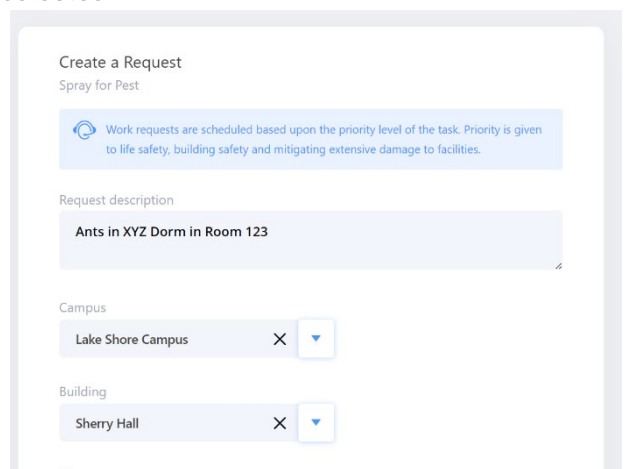 Create a Request
Spray for Pest
Work requests are scheduled based upon the priority level of the task. Priority is given
to life safety, building safety and mitigating extensive damage to facilities.
Request description
Ants in XYZ Dorm in Room 123
Campus
Lake Shore Campus
Building
Sherry Hall